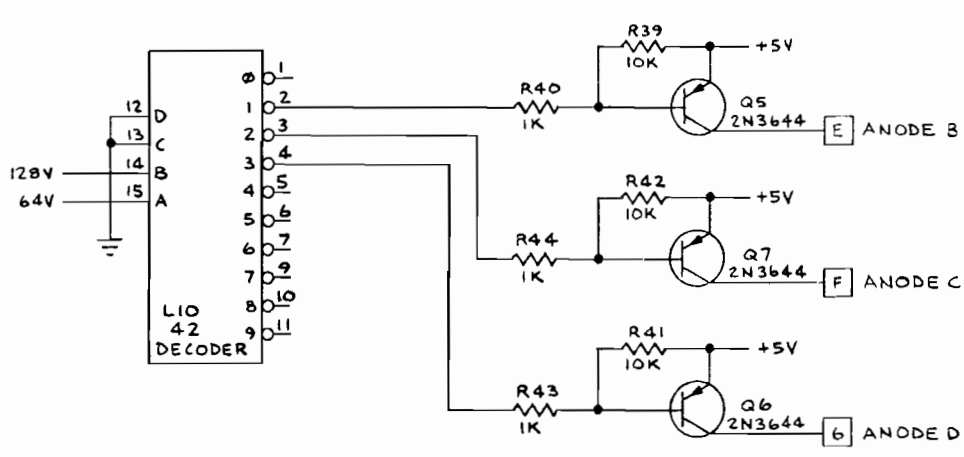 R39
+5V
10K
R40
1K
Q5
2N3644
E ANODE B
R42
+5V
10K
R44
1K
Q7
2N3644
F ANODE C
R41
+5V
10K
R43
1K
Q6
2N3644
6 ANODE D
12 D
13 C
128V 14 B
64V 15 A
0 1
1 2
2 3
3 4
4 5
5 6
6 7
7 9
8 10
9 11
L10
42
DECODER